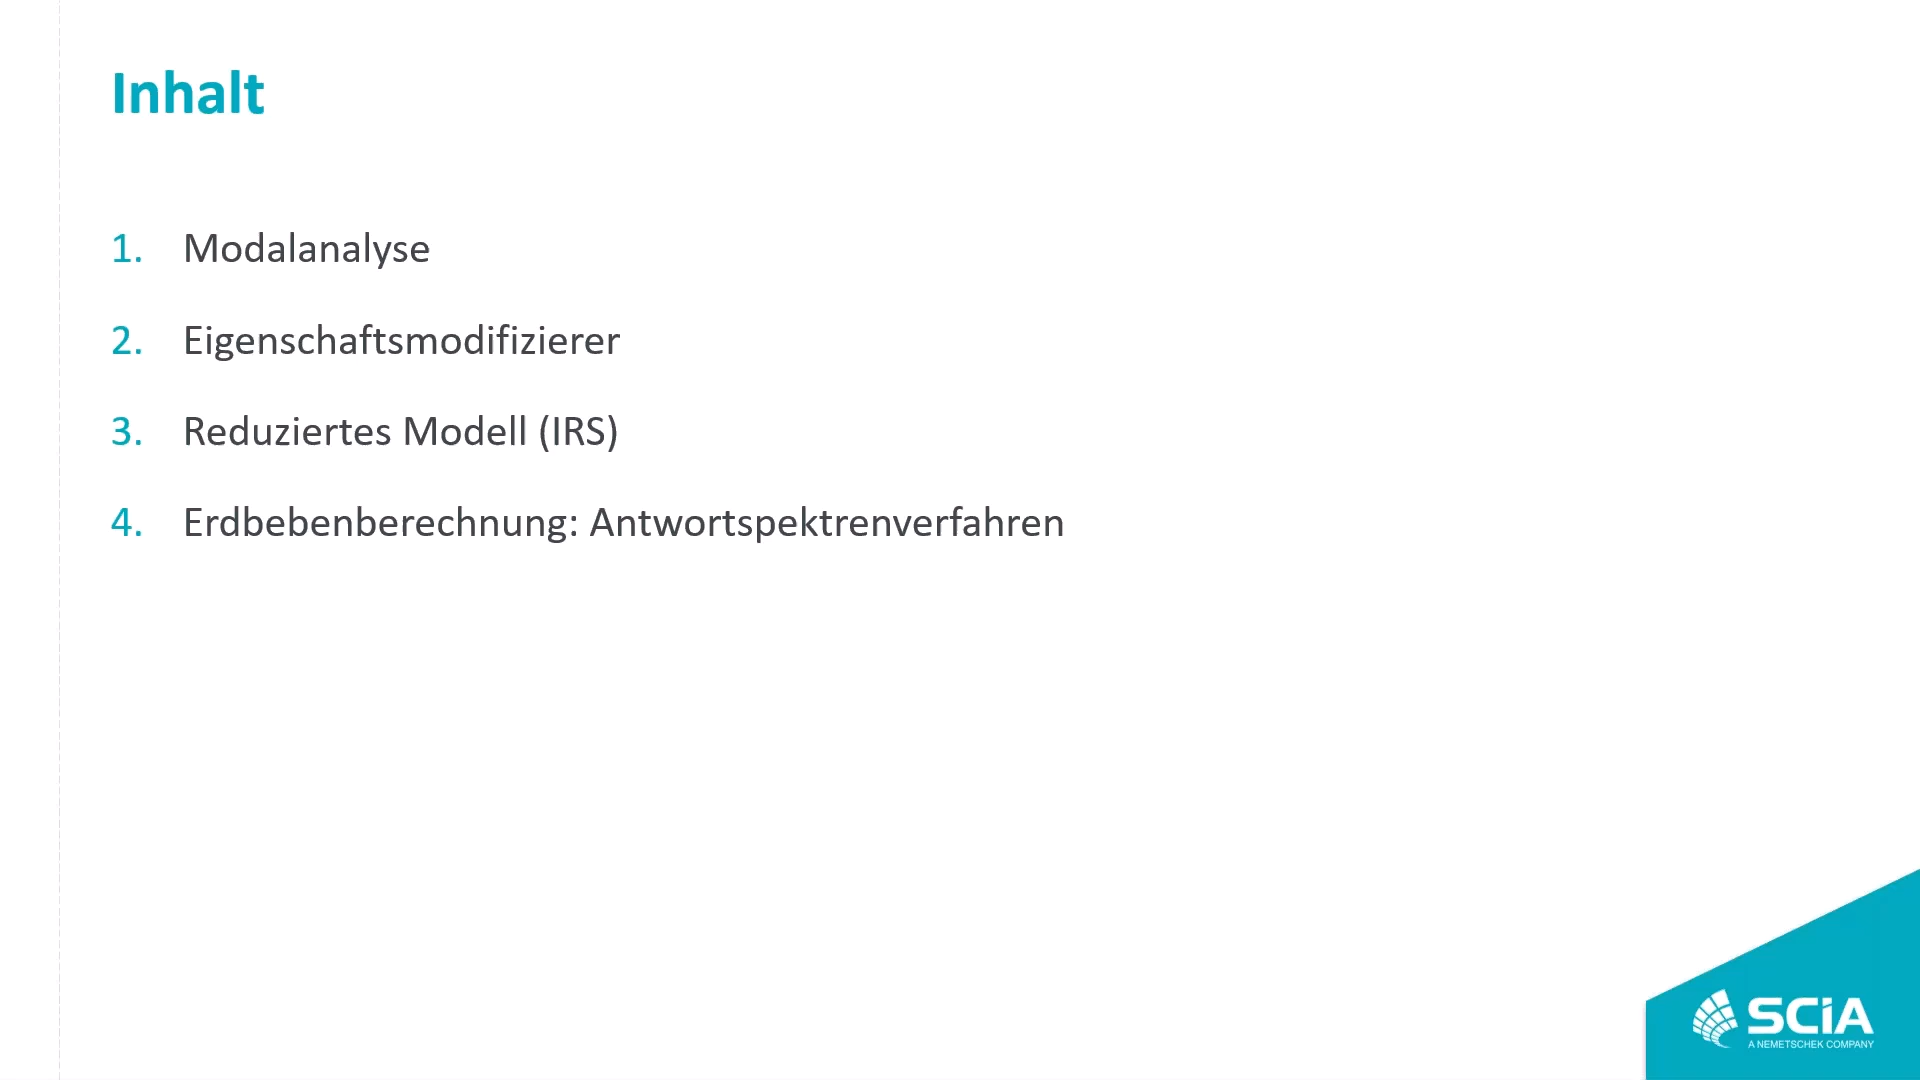 Inhalt
1. Modalanalyse
2. Eigenschaftsmodifizierer
3. Reduziertes Modell (IRS)
4. Erdbebenberechnung: Antwortspektrenverfahren
SCiA
A NEMETSCHEK COMPANY